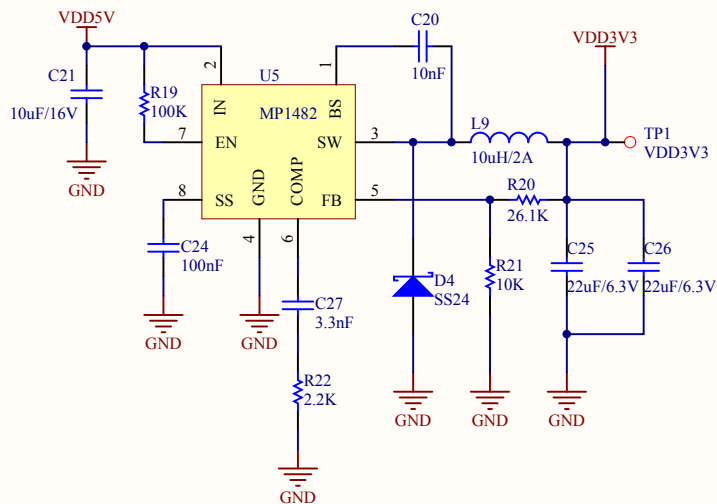 VDD5V
VDD3V3
C20
10nF
C21
10uF/16V
R19
100K
U5
MP1482
2
IN
1
BS
7
EN
SW
3
8
SS
GND
COMP
FB
5
4
6
L9
10uH/2A
TP1
VDD3V3
R20
26.1K
C24
100nF
C27
3.3nF
R22
2.2K
D4
SS24
R21
10K
C25
22uF/6.3V
C26
22uF/6.3V
GND
GND
GND
GND
GND
GND
GND